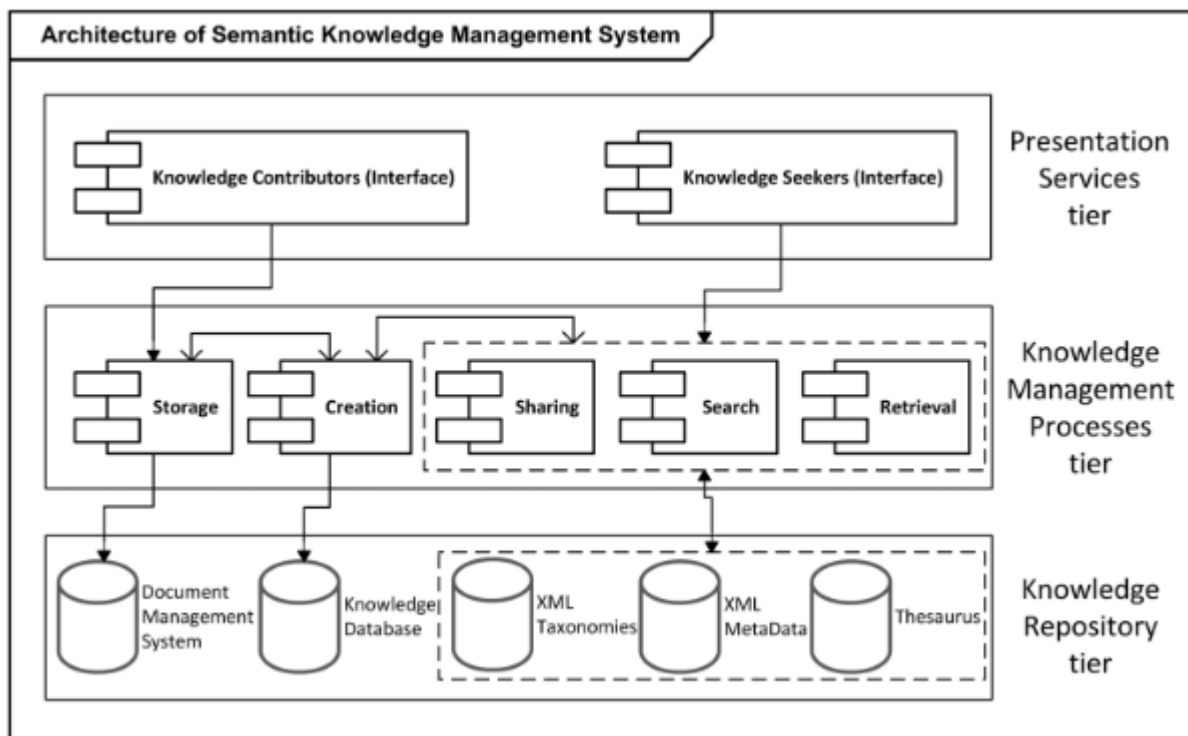 Architecture of Semantic Knowledge Management System
Knowledge Contributors (Interface)
Knowledge Seekers (Interface)
Presentation
Services
tier
Storage
Creation
Sharing
Search
Retrieval
Knowledge
Management
Processes
tier
Document
Management
System
Knowledge
Database
XML
Taxonomies
XML
MetaData
Thesaurus
Knowledge
Repository
tier